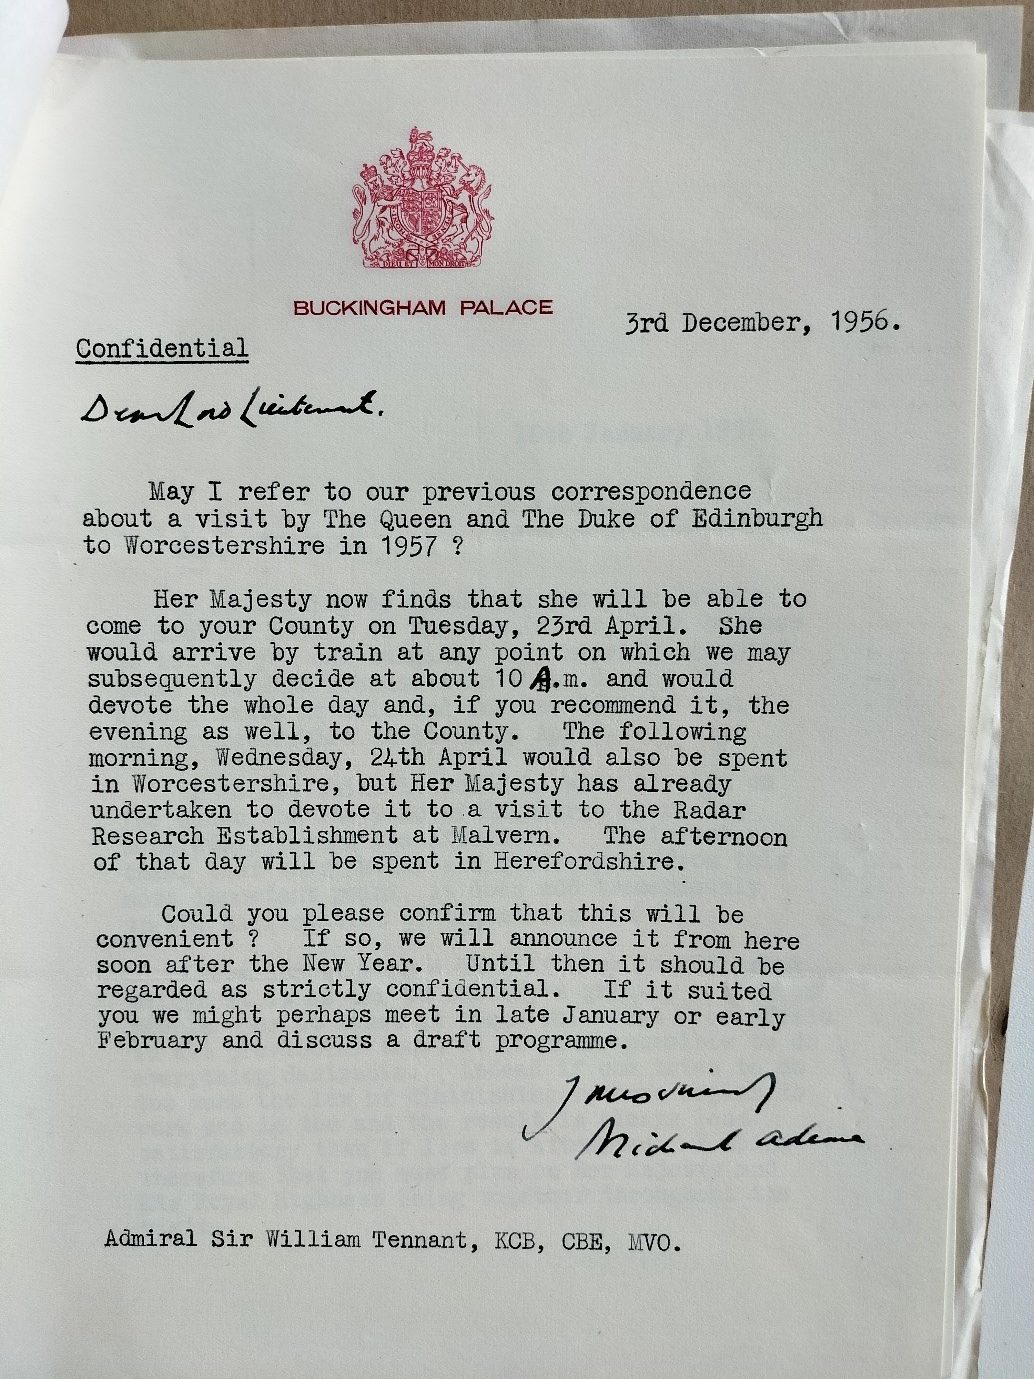 DIEU ET MON DROIT
BUCKINGHAM PALACE
3rd December, 1956.
Confidential
Dear Lord Lieutenant.
May I refer to our previous correspondence
about a visit by The Queen and The Duke of Edinburgh
to Worcestershire in 1957 ?
Her Majesty now finds that she will be able to
come to your County on Tuesday, 23rd April. She
would arrive by train at any point on which we may
subsequently decide at about 10 A.m. and would
devote the whole day and, if you recommend it, the
evening as well, to the County. The following
morning, Wednesday, 24th April would also be spent
in Worcestershire, but Her Majesty has already
undertaken to devote it to a visit to the Radar
Research Establishment at Malvern. The afternoon
of that day will be spent in Herefordshire.
Could you please confirm that this will be
convenient ? If so, we will announce it from here
soon after the New Year. Until then it should be
regarded as strictly confidential. If it suited
you we might perhaps meet in late January or early
February and discuss a draft programme.
Yours sincerely
Michael Adeane
Admiral Sir William Tennant, KCB, CBE, MVO.